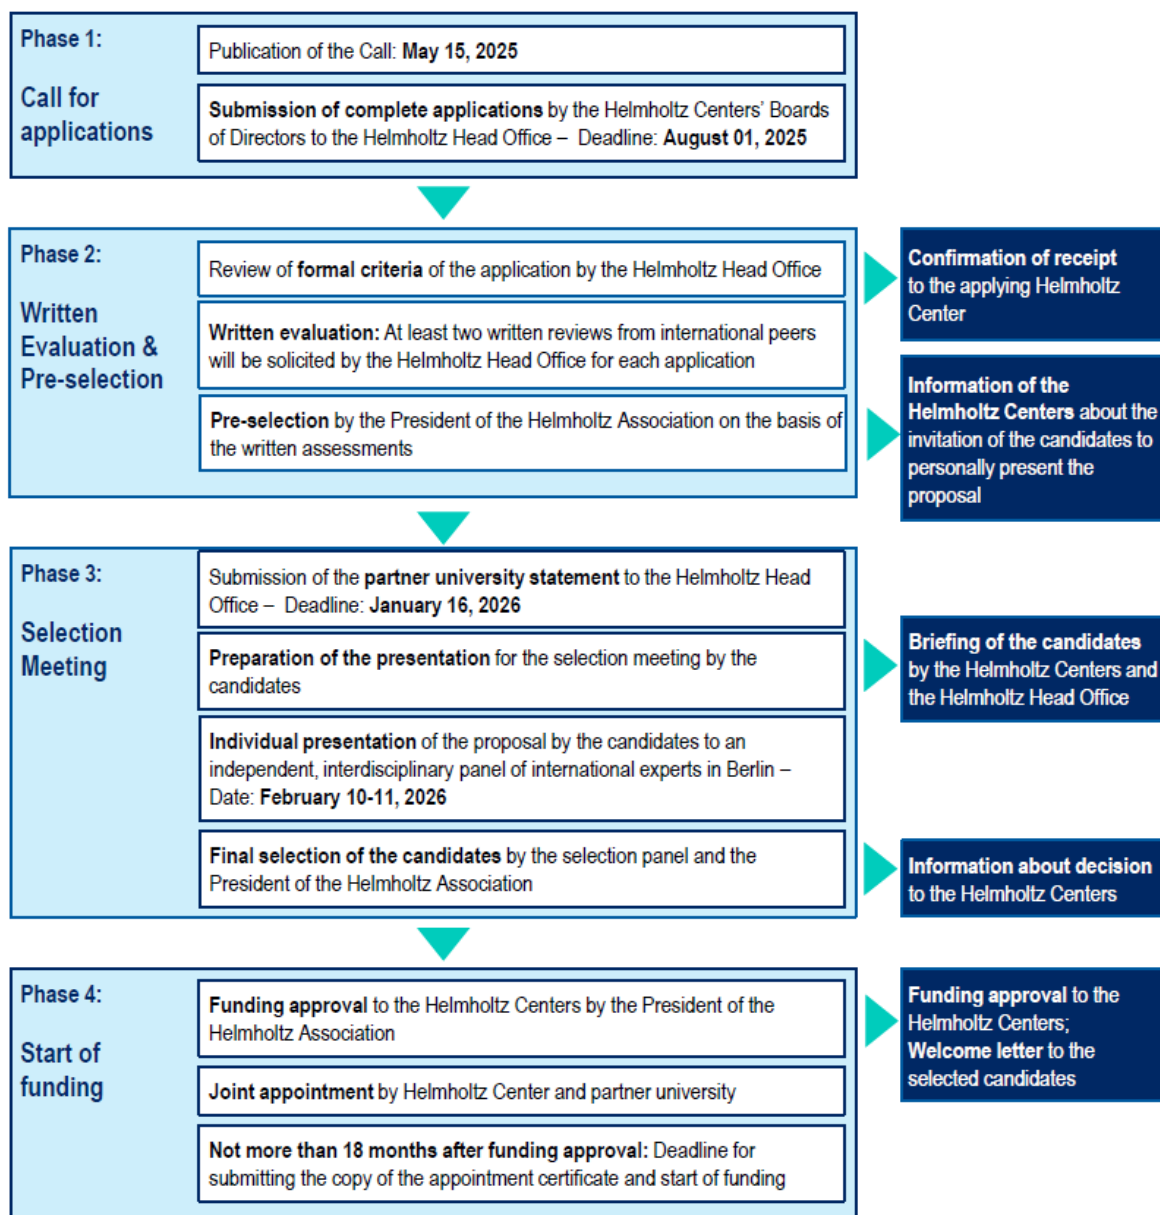 Phase 1:
Call for
applications
Publication of the Call: May 15, 2025
Submission of complete applications by the Helmholtz Centers’ Boards
of Directors to the Helmholtz Head Office – Deadline: August 01, 2025
Phase 2:
Written
Evaluation &
Pre-selection
Review of formal criteria of the application by the Helmholtz Head Office
Written evaluation: At least two written reviews from international peers
will be solicited by the Helmholtz Head Office for each application
Pre-selection by the President of the Helmholtz Association on the basis of
the written assessments
Confirmation of receipt
to the applying Helmholtz
Center
Information of the
Helmholtz Centers about the
invitation of the candidates to
personally present the
proposal
Phase 3:
Selection
Meeting
Submission of the partner university statement to the Helmholtz Head
Office – Deadline: January 16, 2026
Preparation of the presentation for the selection meeting by the
candidates
Individual presentation of the proposal by the candidates to an
independent, interdisciplinary panel of international experts in Berlin –
Date: February 10-11, 2026
Final selection of the candidates by the selection panel and the
President of the Helmholtz Association
Briefing of the candidates
by the Helmholtz Centers and
the Helmholtz Head Office
Information about decision
to the Helmholtz Centers
Phase 4:
Start of
funding
Funding approval to the Helmholtz Centers by the President of the
Helmholtz Association
Joint appointment by Helmholtz Center and partner university
Not more than 18 months after funding approval: Deadline for
submitting the copy of the appointment certificate and start of funding
Funding approval to the
Helmholtz Centers;
Welcome letter to the
selected candidates